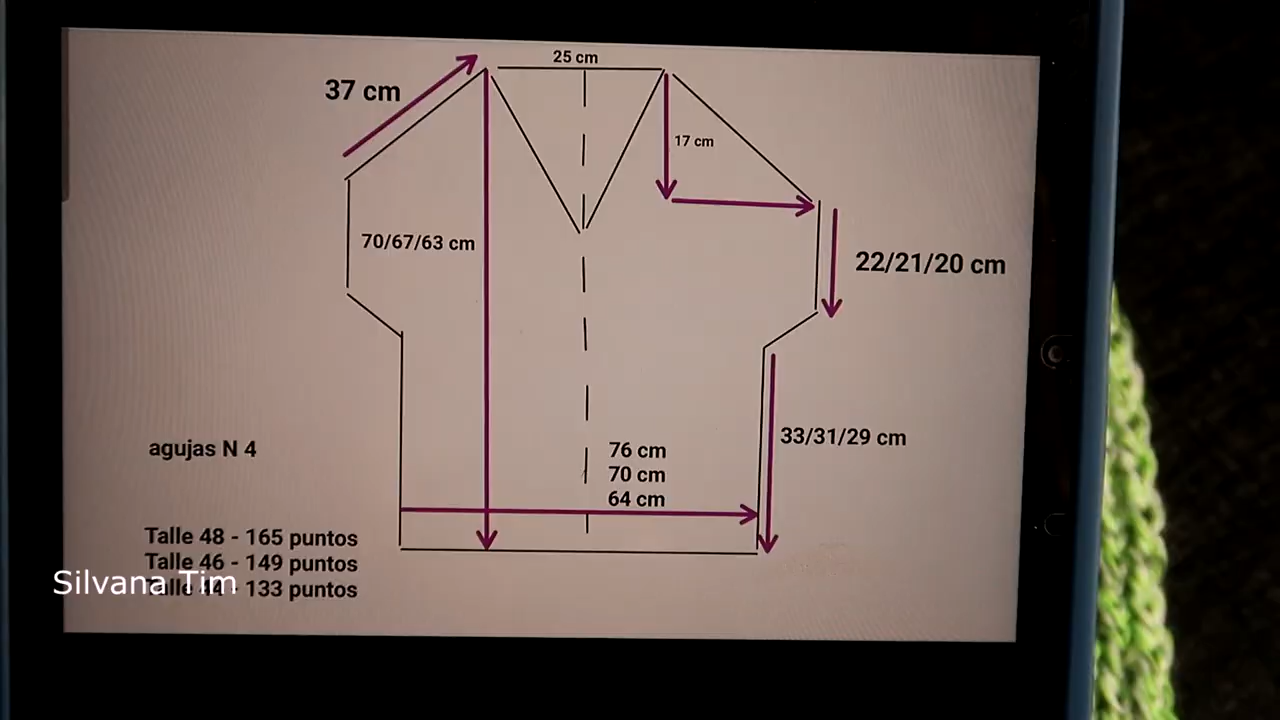 25 cm
37 cm
17 cm
70/67/63 cm
22/21/20 cm
33/31/29 cm
76 cm
70 cm
64 cm
agujas N 4
Talle 48 - 165 puntos
Talle 46 - 149 puntos
Talle 44 - 133 puntos
Silvana Tim